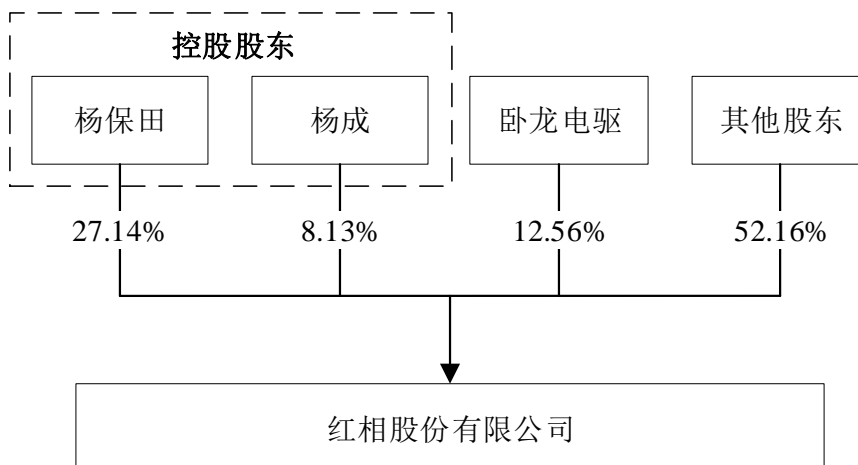 控股股东
杨保田
杨成
卧龙电驱
其他股东
27.14%
8.13%
12.56%
52.16%
红相股份有限公司